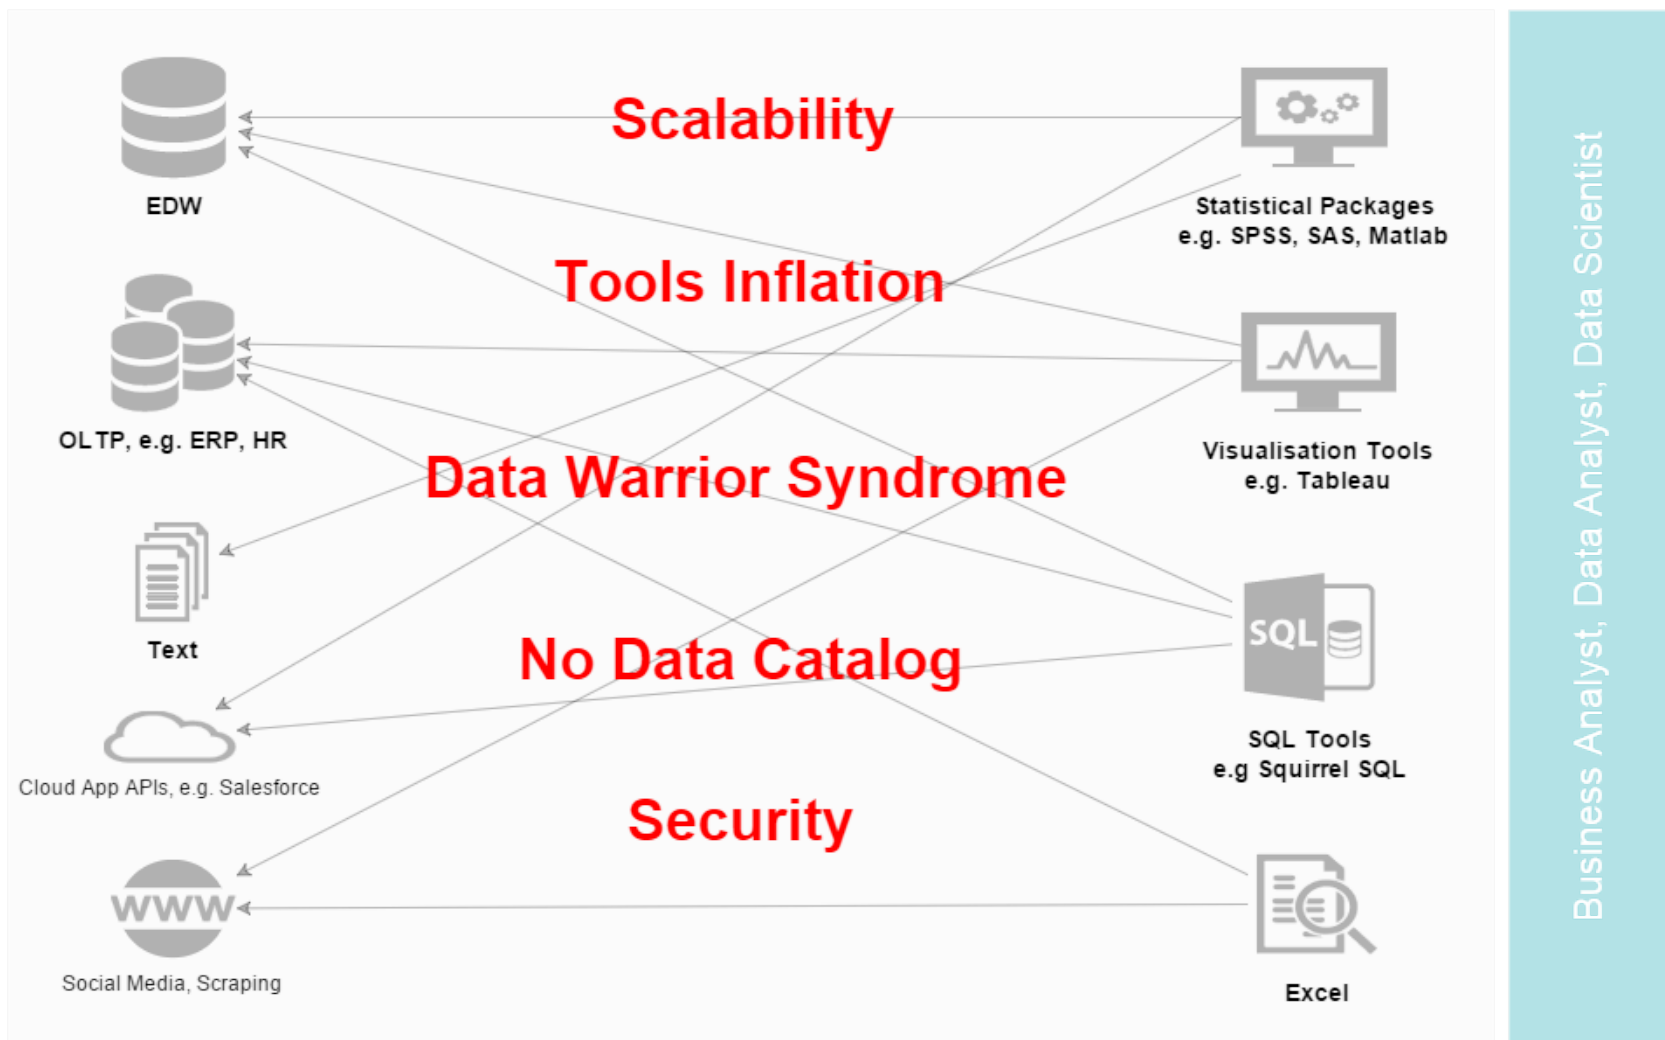 Scalability
EDW
Statistical Packages
e.g. SPSS, SAS, Matlab
Tools Inflation
OLTP, e.g. ERP, HR
Visualisation Tools
e.g. Tableau
Data Warrior Syndrome
Text
No Data Catalog
SQL
SQL Tools
e.g Squirrel SQL
Cloud App APIs, e.g. Salesforce
Security
WWW
Social Media, Scraping
Excel
Business Analyst, Data Analyst, Data Scientist